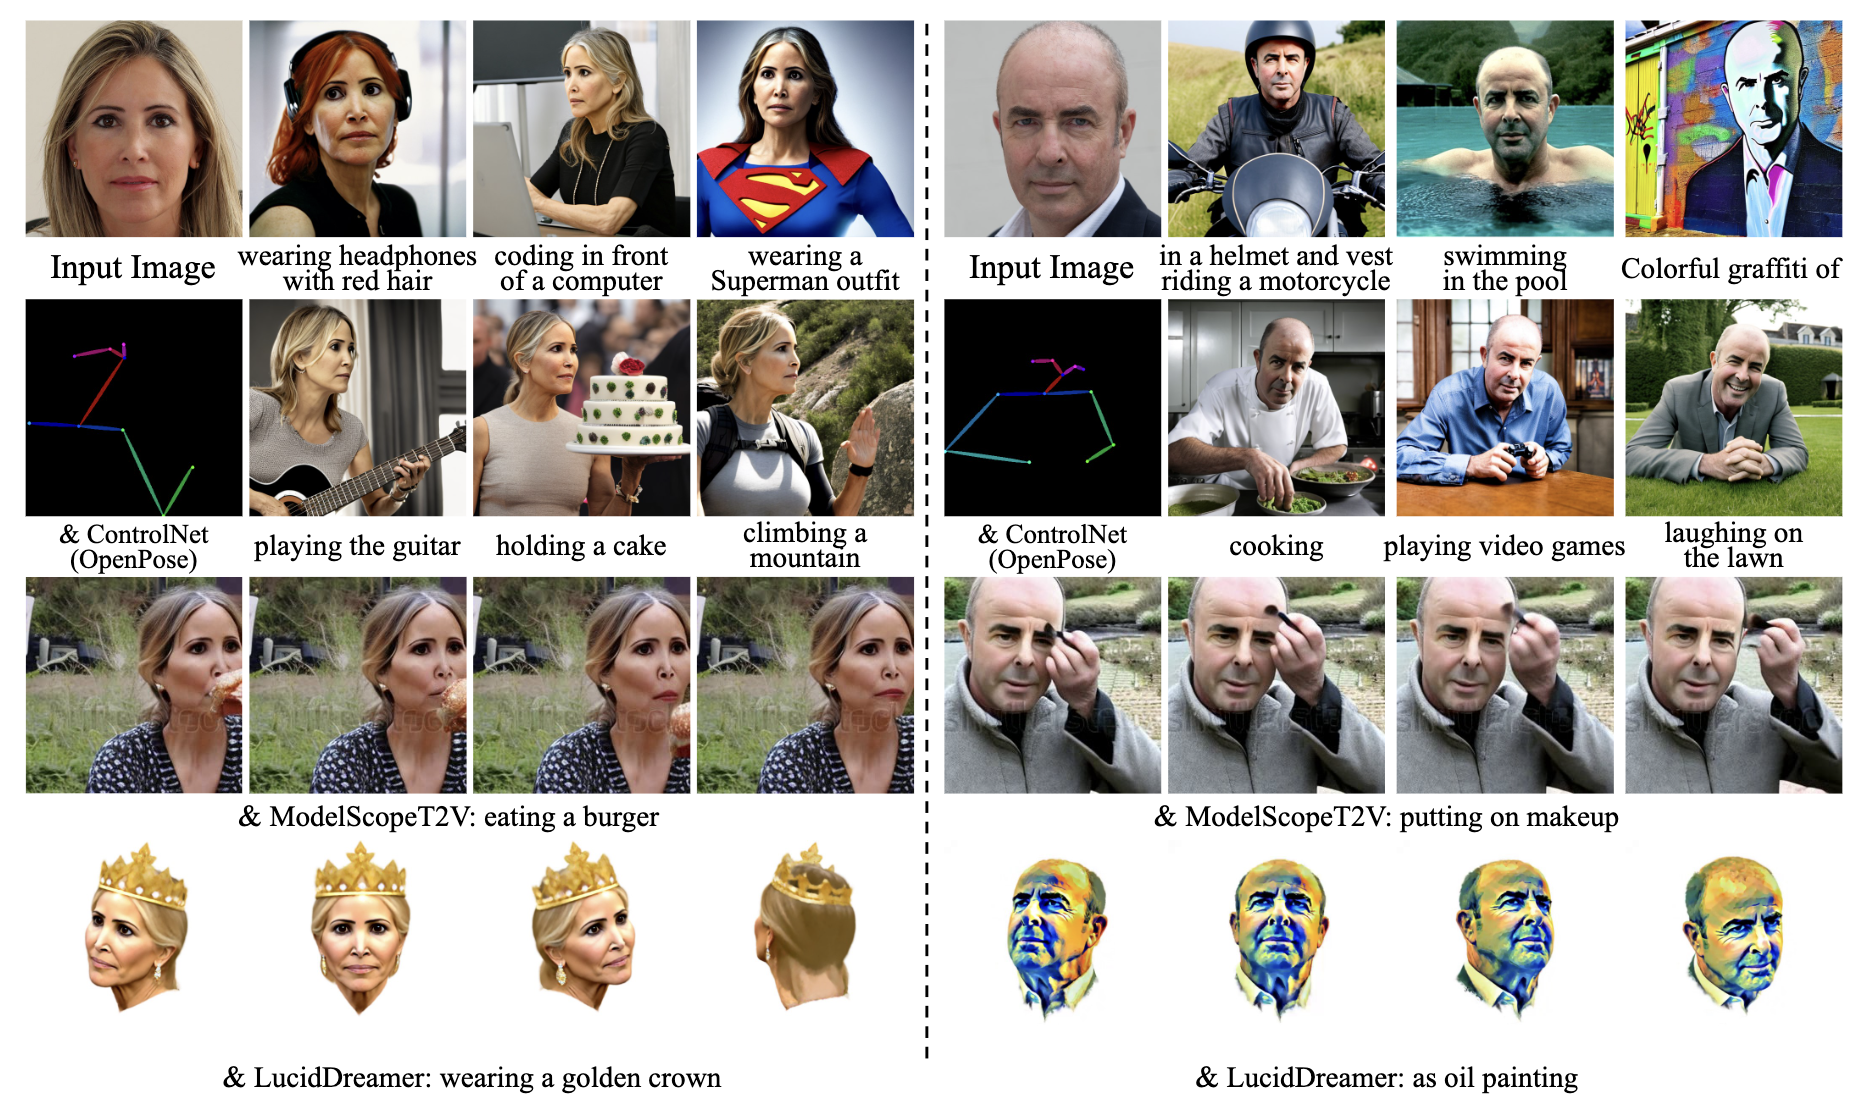 Input Image
wearing headphones
with red hair
coding in front
of a computer
wearing a
Superman outfit
Input Image
in a helmet and vest
riding a motorcycle
swimming
in the pool
Colorful graffiti of
& ControlNet
(OpenPose)
playing the guitar
holding a cake
climbing a
mountain
& ControlNet
(OpenPose)
cooking
playing video games
laughing on
the lawn
& ModelScopeT2V: eating a burger
& ModelScopeT2V: putting on makeup
& LucidDreamer: wearing a golden crown
& LucidDreamer: as oil painting